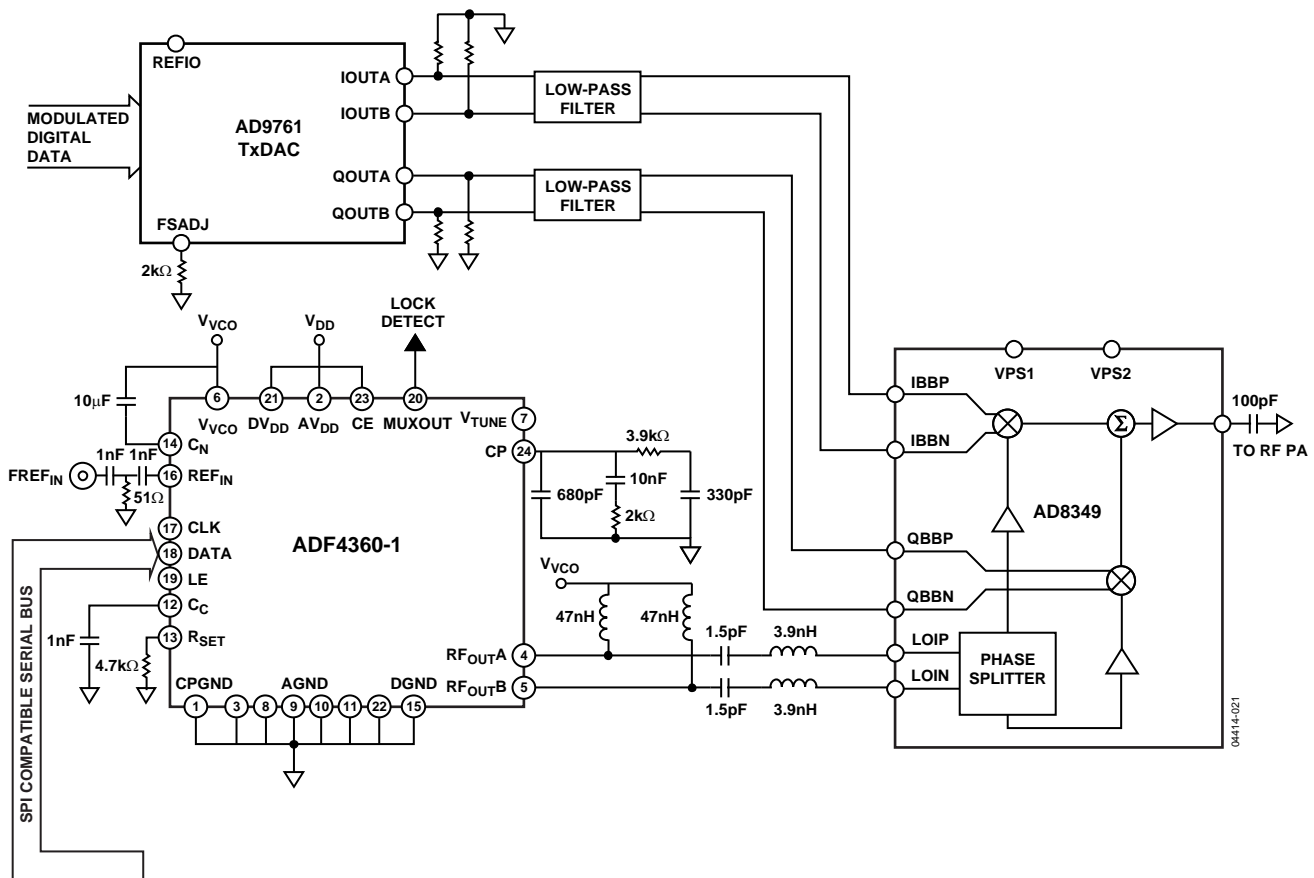 REFIO
IOUTA
IOUTB
QOUTA
QOUTB
MODULATED
DIGITAL
DATA
AD9761
TxDAC
FSADJ
2kΩ
LOW-PASS
FILTER
LOW-PASS
FILTER
LOCK
DETECT
VVCO
VDD
10µF
6
21
2
23
20
VVCO
DVDD
AVDD
CE
MUXOUT
VTUNE
7
14
CN
CP
24
3.9kΩ
1nF
1nF
FREFIN
16
REFIN
51Ω
680pF
10nF
2kΩ
330pF
17
CLK
18
DATA
19
LE
ADF4360-1
12
CC
1nF
13
RSET
4.7kΩ
VVCO
47nH
47nH
1.5pF
3.9nH
RFOUTA
4
RFOUTB
5
1.5pF
3.9nH
CPGND
AGND
DGND
1
3
8
9
10
11
22
15
SPI COMPATIBLE SERIAL BUS
VPS1
VPS2
IBBP
IBBN
Σ
100pF
TO RF PA
AD8349
QBBP
QBBN
LOIP
LOIN
PHASE
SPLITTER
04414-021